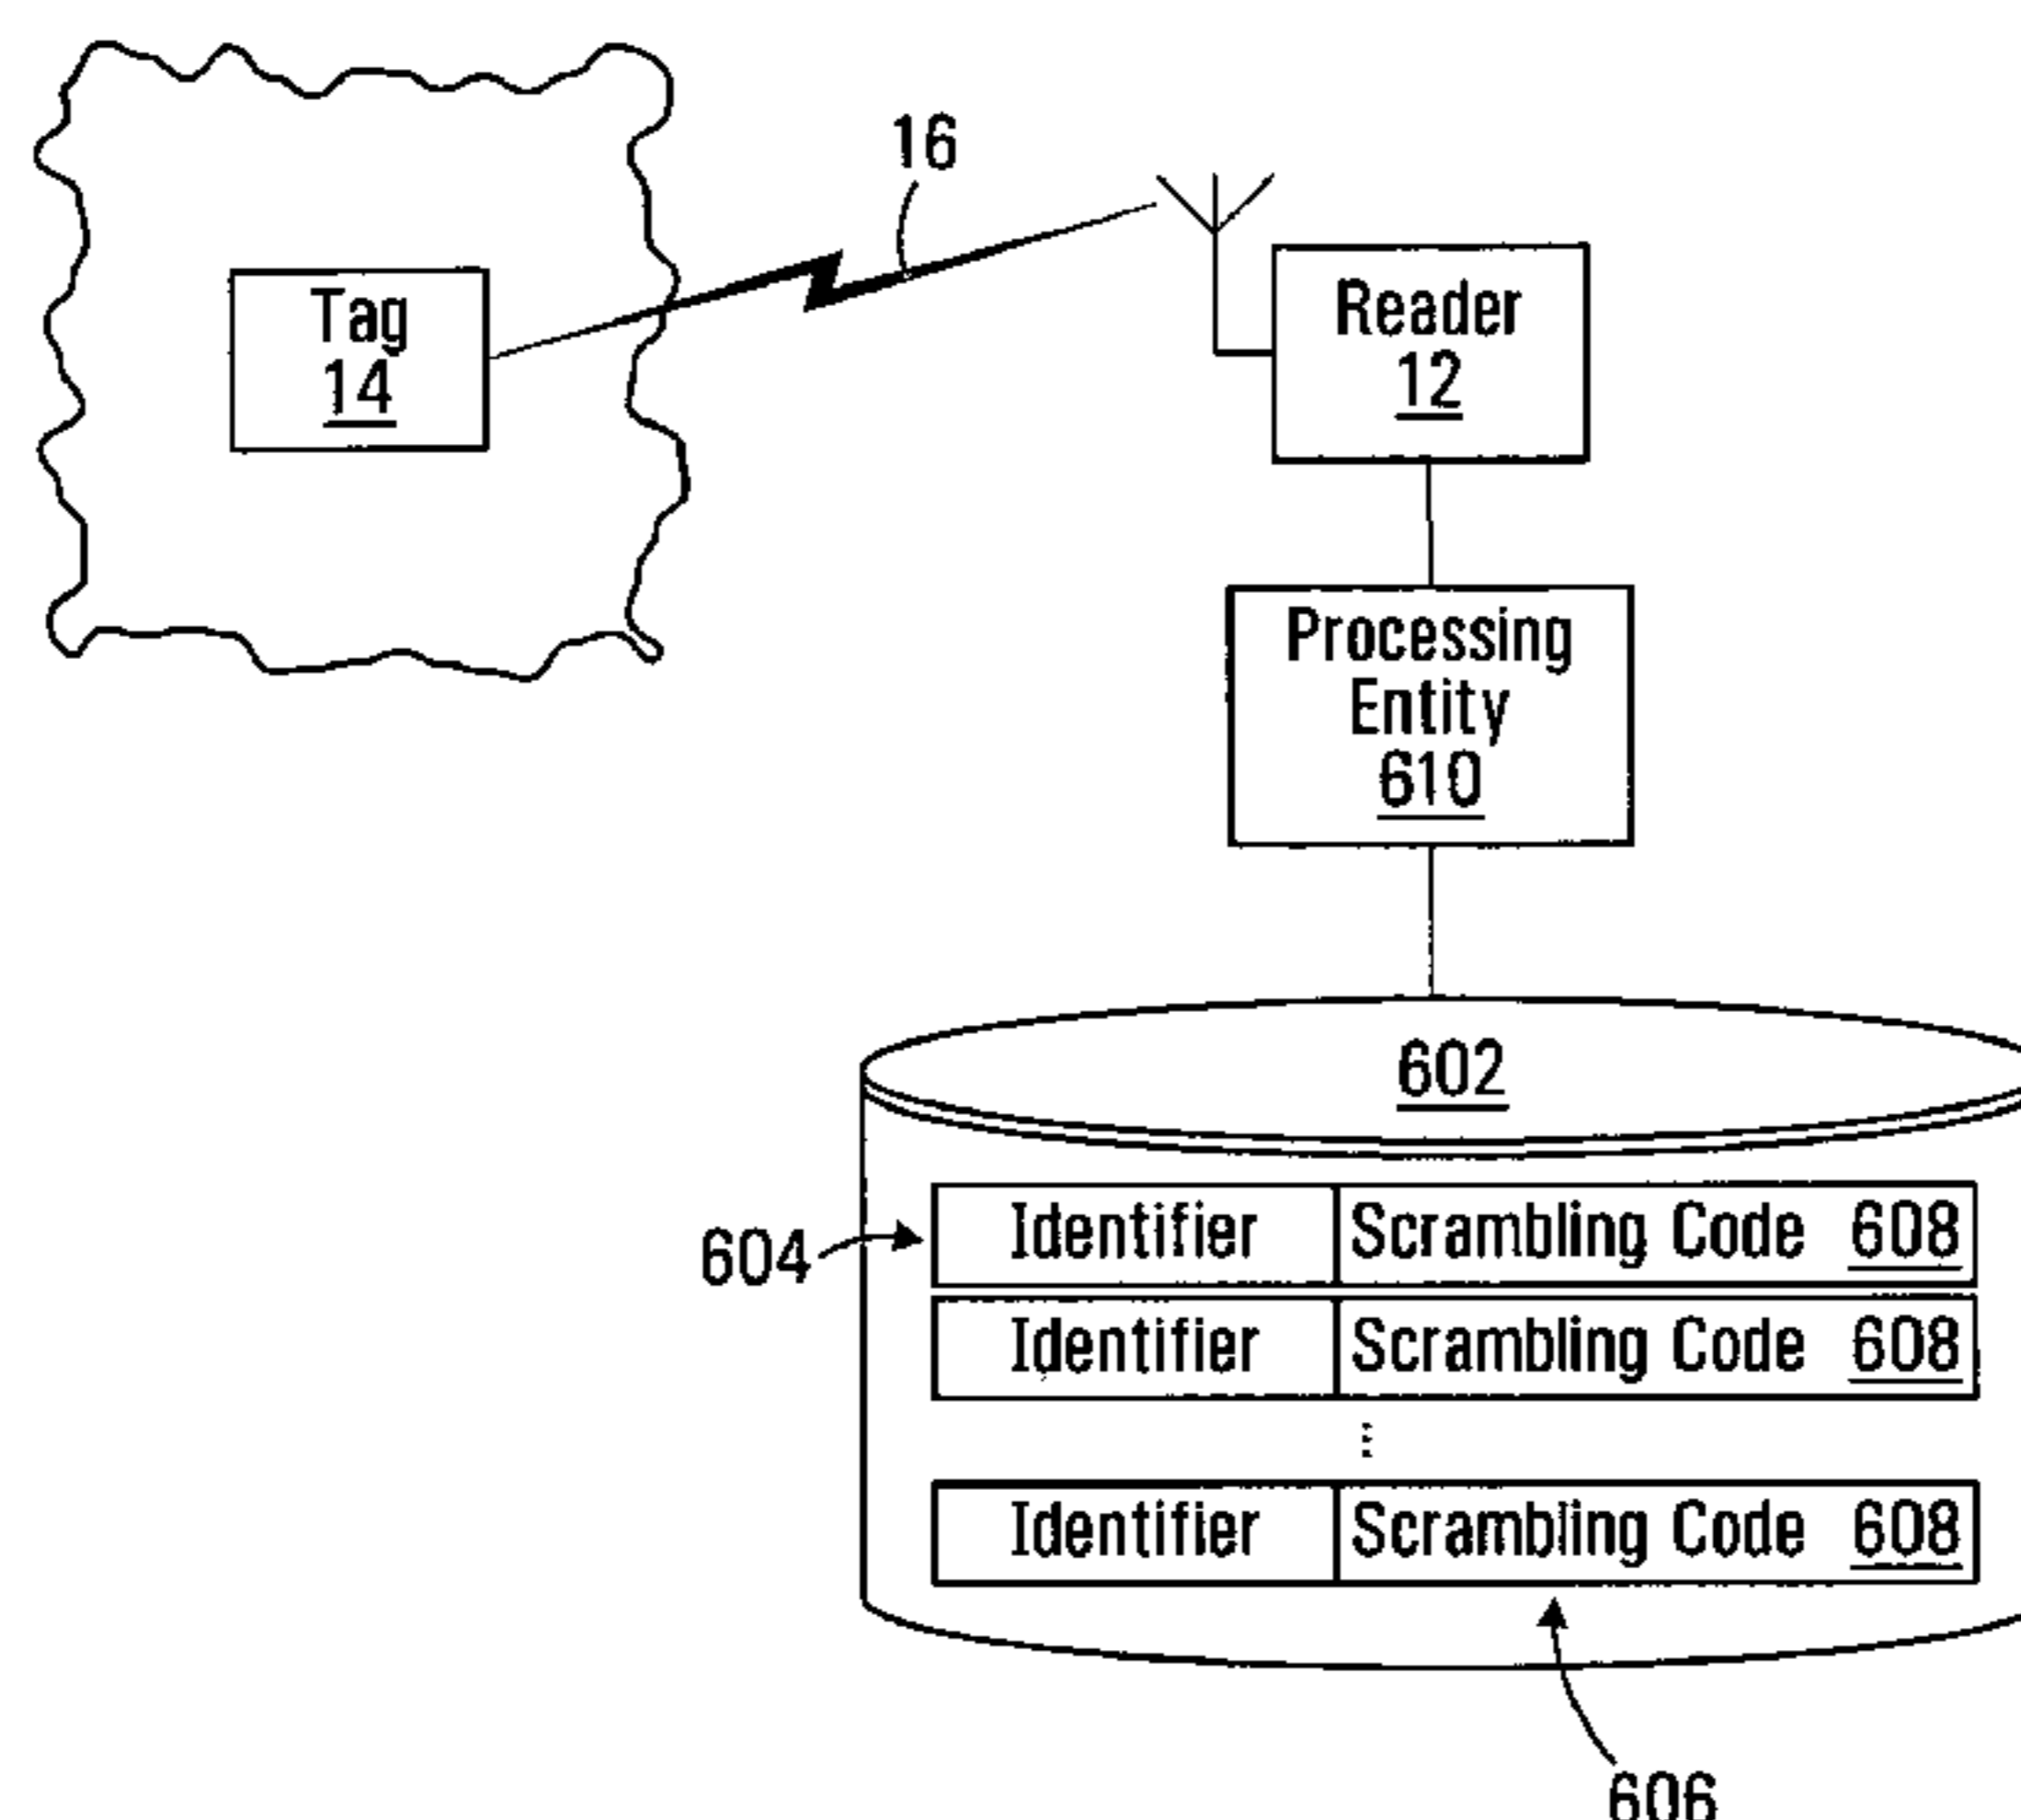 16
Tag
14
Reader
12
Processing
Entity
610
602
604
Identifier Scrambling Code 608
Identifier Scrambling Code 608
⋮
Identifier Scrambling Code 608
606